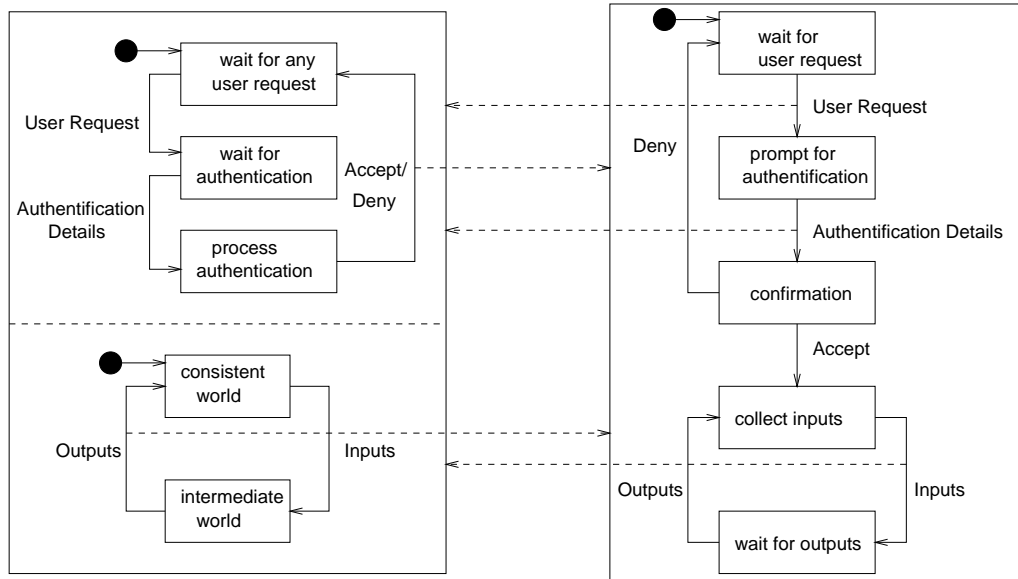 wait for any
user request
User Request
wait for
authentication
Accept/
Deny
Authentification
Details
process
authentication
consistent
world
Outputs
Inputs
intermediate
world
wait for
user request
User Request
Deny
prompt for
authentification
Authentification Details
confirmation
Accept
collect inputs
Outputs
Inputs
wait for outputs